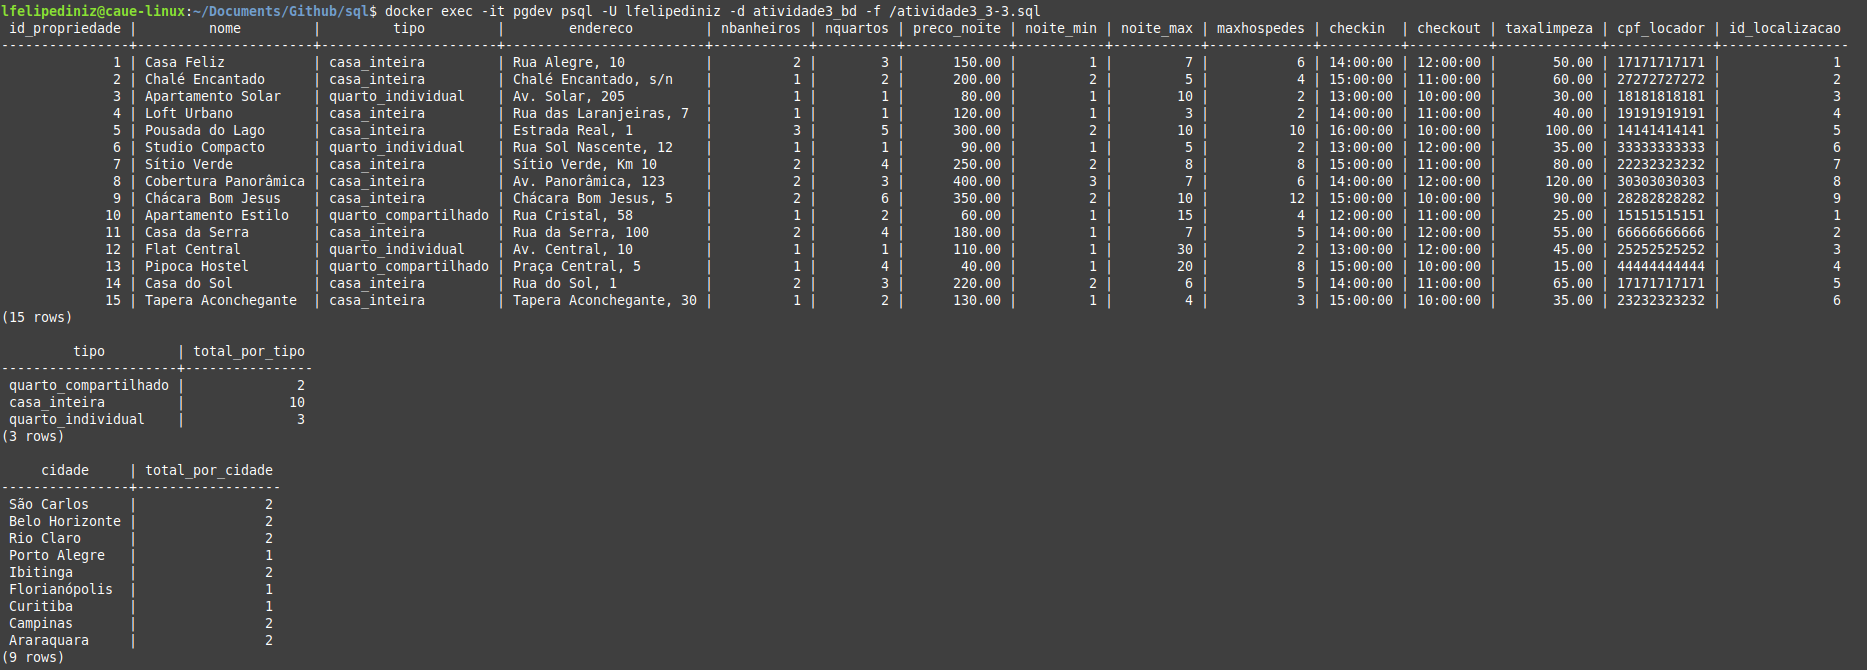 lfelipediniz@caue-linux:~/Documents/Github/sql$ docker exec -it pgdev psql -U lfelipediniz -d atividade3_bd -f /atividade3_3-3.sql
 id_propriedade |         nome         |        tipo         |        endereco         | nbanheiros | nquartos | preco_noite | noite_min | noite_max | maxhospedes | checkin  | checkout | taxalimpeza | cpf_locador | id_localizacao
----------------+----------------------+---------------------+-------------------------+------------+----------+-------------+-----------+-----------+-------------+----------+----------+-------------+-------------+----------------
              1 | Casa Feliz           | casa_inteira        | Rua Alegre, 10          |          2 |        3 |      150.00 |         1 |         7 |           6 | 14:00:00 | 12:00:00 |       50.00 | 17171717171 |              1
              2 | Chalé Encantado      | casa_inteira        | Chalé Encantado, s/n    |          1 |        2 |      200.00 |         2 |         5 |           4 | 15:00:00 | 11:00:00 |       60.00 | 27272727272 |              2
              3 | Apartamento Solar    | quarto_individual   | Av. Solar, 205          |          1 |        1 |       80.00 |         1 |        10 |           2 | 13:00:00 | 10:00:00 |       30.00 | 18181818181 |              3
              4 | Loft Urbano          | casa_inteira        | Rua das Laranjeiras, 7  |          1 |        1 |      120.00 |         1 |         3 |           2 | 14:00:00 | 11:00:00 |       40.00 | 19191919191 |              4
              5 | Pousada do Lago      | casa_inteira        | Estrada Real, 1         |          3 |        5 |      300.00 |         2 |        10 |          10 | 16:00:00 | 10:00:00 |      100.00 | 14141414141 |              5
              6 | Studio Compacto      | quarto_individual   | Rua Sol Nascente, 12    |          1 |        1 |       90.00 |         1 |         5 |           2 | 13:00:00 | 12:00:00 |       35.00 | 33333333333 |              6
              7 | Sítio Verde          | casa_inteira        | Sítio Verde, Km 10      |          2 |        4 |      250.00 |         2 |         8 |           8 | 15:00:00 | 11:00:00 |       80.00 | 22232323232 |              7
              8 | Cobertura Panorâmica | casa_inteira        | Av. Panorâmica, 123     |          2 |        3 |      400.00 |         3 |         7 |           6 | 14:00:00 | 12:00:00 |      120.00 | 30303030303 |              8
              9 | Chácara Bom Jesus    | casa_inteira        | Chácara Bom Jesus, 5    |          2 |        6 |      350.00 |         2 |        10 |          12 | 15:00:00 | 10:00:00 |       90.00 | 28282828282 |              9
             10 | Apartamento Estilo   | quarto_compartilhado | Rua Cristal, 58         |          1 |        2 |       60.00 |         1 |        15 |           4 | 12:00:00 | 11:00:00 |       25.00 | 15151515151 |              1
             11 | Casa da Serra        | casa_inteira        | Rua da Serra, 100       |          2 |        4 |      180.00 |         1 |         7 |           5 | 14:00:00 | 12:00:00 |       55.00 | 66666666666 |              2
             12 | Flat Central         | quarto_individual   | Av. Central, 10         |          1 |        1 |      110.00 |         1 |        30 |           2 | 13:00:00 | 12:00:00 |       45.00 | 25252525252 |              3
             13 | Pipoca Hostel        | quarto_compartilhado | Praça Central, 5        |          1 |        4 |       40.00 |         1 |        20 |           8 | 15:00:00 | 10:00:00 |       15.00 | 44444444444 |              4
             14 | Casa do Sol          | casa_inteira        | Rua do Sol, 1           |          2 |        3 |      220.00 |         2 |         6 |           5 | 14:00:00 | 11:00:00 |       65.00 | 17171717171 |              5
             15 | Tapera Aconchegante  | casa_inteira        | Tapera Aconchegante, 30 |          1 |        2 |      130.00 |         1 |         4 |           3 | 15:00:00 | 10:00:00 |       35.00 | 23232323232 |              6
(15 rows)

        tipo         | total_por_tipo
----------------------+----------------
 quarto_compartilhado |              2
 casa_inteira         |             10
 quarto_individual    |              3
(3 rows)

     cidade     | total_por_cidade
----------------+------------------
 São Carlos     |                2
 Belo Horizonte |                2
 Rio Claro      |                2
 Porto Alegre   |                1
 Ibitinga       |                2
 Florianópolis  |                1
 Curitiba       |                1
 Campinas       |                2
 Araraquara     |                2
(9 rows)